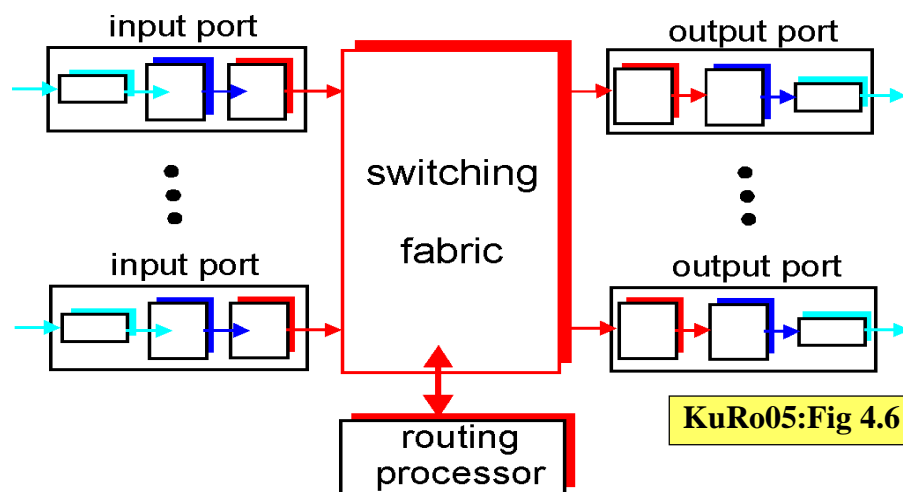 input port
output port
switching
fabric
input port
output port
KuRo05:Fig 4.6
routing
processor